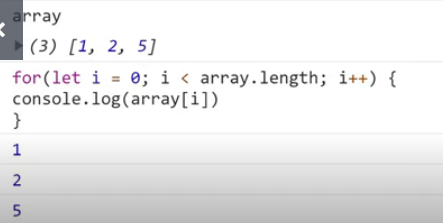 array
(3) [1, 2, 5]
for(let i = 0; i < array.length; i++) {
console.log(array[i])
}
1
2
5